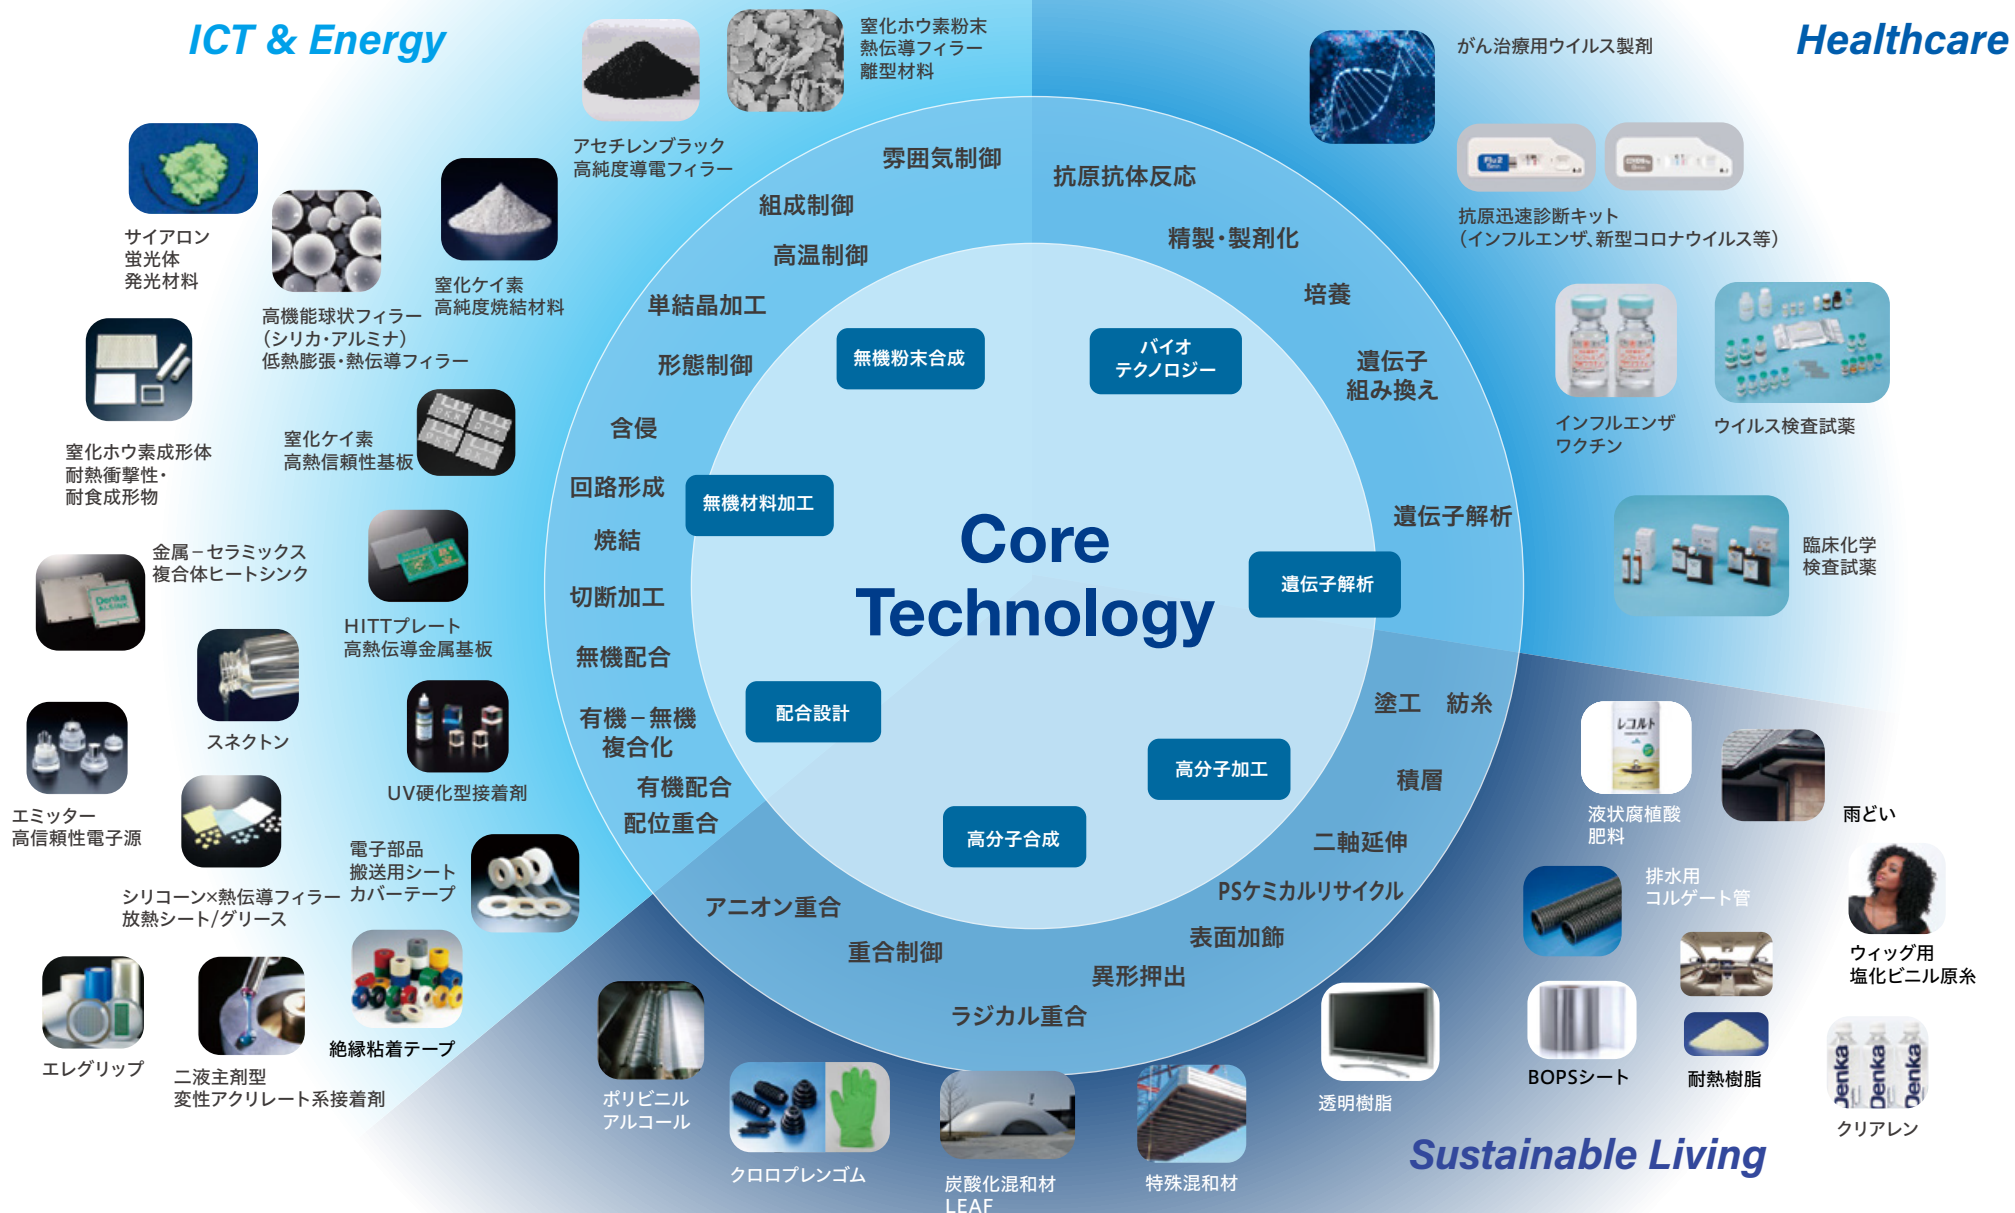 ICT & Energy
Healthcare
Sustainable Living
Core
Technology
無機粉末合成
バイオ
テクノロジー
無機材料加工
遺伝子解析
配合設計
高分子加工
高分子合成
雰囲気制御
組成制御
高温制御
単結晶加工
形態制御
含侵
回路形成
焼結
切断加工
無機配合
有機－無機
複合化
有機配合
配位重合
アニオン重合
重合制御
ラジカル重合
異形押出
表面加飾
PSケミカルリサイクル
二軸延伸
積層
塗工　紡糸
遺伝子解析
遺伝子
組み換え
培養
精製・製剤化
抗原抗体反応
窒化ホウ素粉末
熱伝導フィラー
離型材料
アセチレンブラック
高純度導電フィラー
サイアロン
蛍光体
発光材料
高機能球状フィラー
（シリカ・アルミナ）
低熱膨張・熱伝導フィラー
窒化ケイ素
高純度焼結材料
窒化ホウ素成形体
耐熱衝撃性・
耐食成形物
窒化ケイ素
高熱信頼性基板
金属－セラミックス
複合体ヒートシンク
Denka
ALSINK
HITTプレート
高熱伝導金属基板
スネクトン
UV硬化型接着剤
エミッター
高信頼性電子源
シリコーン×熱伝導フィラー
放熱シート/グリース
電子部品
搬送用シート
カバーテープ
エレグリップ
二液主剤型
変性アクリレート系接着剤
絶縁粘着テープ
がん治療用ウイルス製剤
Flu2
抗原迅速診断キット
（インフルエンザ、新型コロナウイルス等）
インフルエンザ
ワクチン
ウイルス検査試薬
臨床化学
検査試薬
レコルト
液状腐植酸
肥料
雨どい
排水用
コルゲート管
ウィッグ用
塩化ビニル原糸
BOPSシート
耐熱樹脂
Denka
Denka
Denka
クリアレン
透明樹脂
ポリビニル
アルコール
クロロプレンゴム
炭酸化混和材
LEAF
特殊混和材